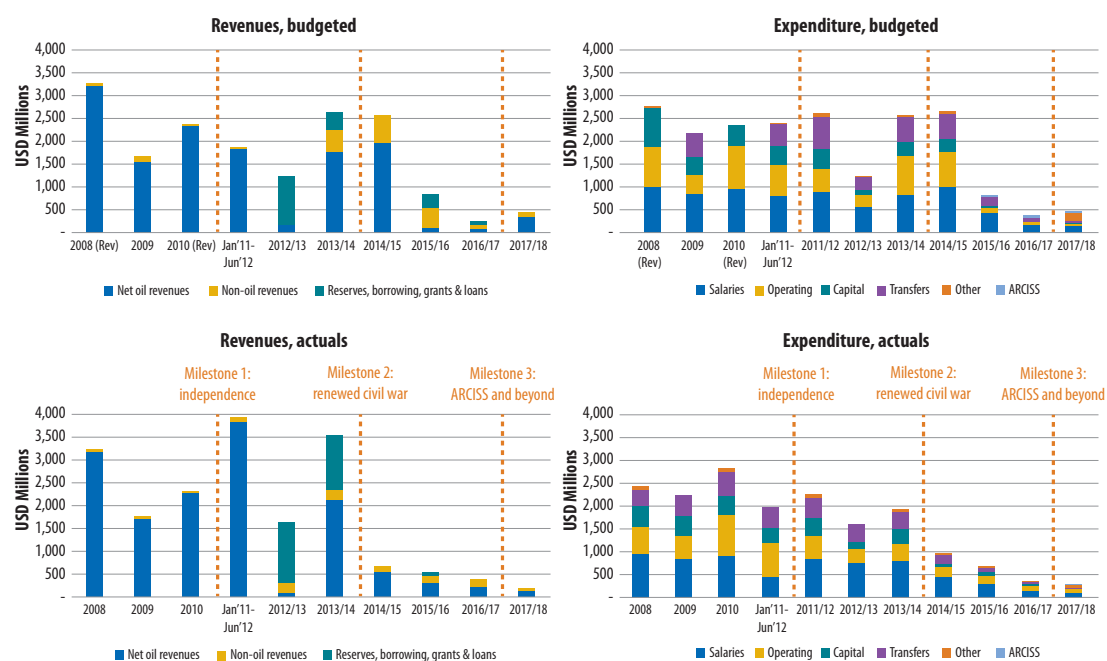 Revenues, budgeted
USD Millions
4,000
3,500
3,000
2,500
2,000
1,500
1,000
500
-
2008 (Rev) 2009 2010 (Rev) Jan'11- 2012/13 2013/14 2014/15 2015/16 2016/17 2017/18
Jun'12
Net oil revenues Non-oil revenues Reserves, borrowing, grants & loans
Expenditure, budgeted
USD Millions
4,000
3,500
3,000
2,500
2,000
1,500
1,000
500
-
2008 2009 2010 Jan'11- 2011/12 2012/13 2013/14 2014/15 2015/16 2016/17 2017/18
(Rev) (Rev) Jun'12
Salaries Operating Capital Transfers Other ARCISS
Revenues, actuals
Milestone 1: Milestone 2: Milestone 3:
independence renewed civil war ARCISS and beyond
USD Millions
4,000
3,500
3,000
2,500
2,000
1,500
1,000
500
-
2008 2009 2010 Jan'11- 2012/13 2013/14 2014/15 2015/16 2016/17 2017/18
Jun'12
Net oil revenues Non-oil revenues Reserves, borrowing, grants & loans
Expenditure, actuals
Milestone 1: Milestone 2: Milestone 3:
independence renewed civil war ARCISS and beyond
USD Millions
4,000
3,500
3,000
2,500
2,000
1,500
1,000
500
-
2008 2009 2010 Jan'11- 2011/12 2012/13 2013/14 2014/15 2015/16 2016/17 2017/18
Jun'12
Salaries Operating Capital Transfers Other ARCISS